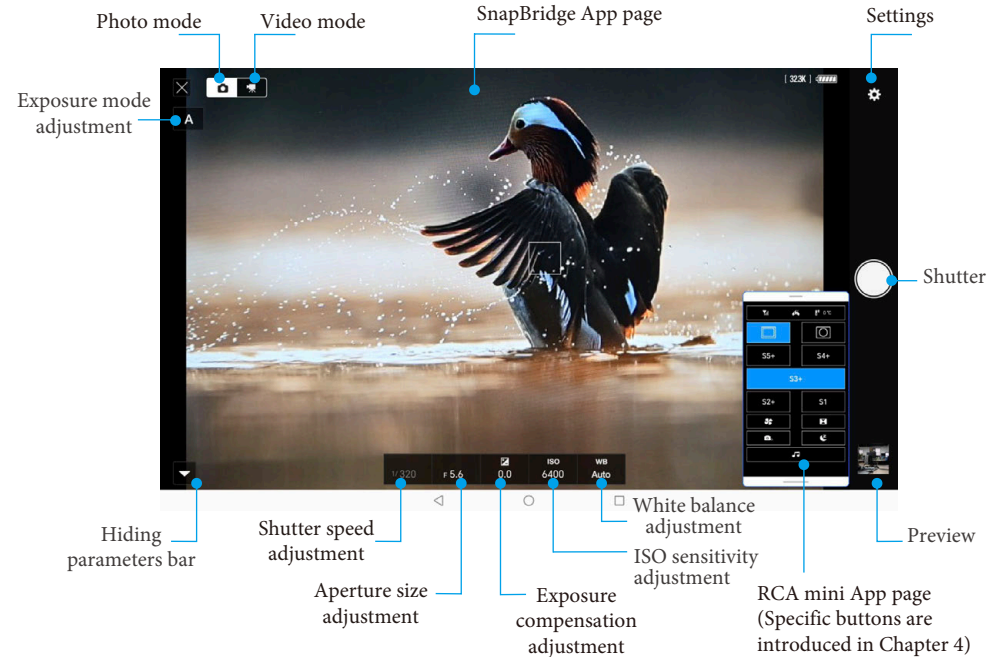 Photo mode
Video mode
SnapBridge App page
Settings
[ 323K ]
Exposure mode
adjustment
A
Shutter
0 °C
S5+
S4+
S3+
S2+
S1
ISO
WB
1/320
F 5.6
0.0
6400
Auto
Hiding
parameters bar
Shutter speed
adjustment
Aperture size
adjustment
Exposure
compensation
adjustment
White balance
adjustment
ISO sensitivity
adjustment
Preview
RCA mini App page
(Specific buttons are
introduced in Chapter 4)